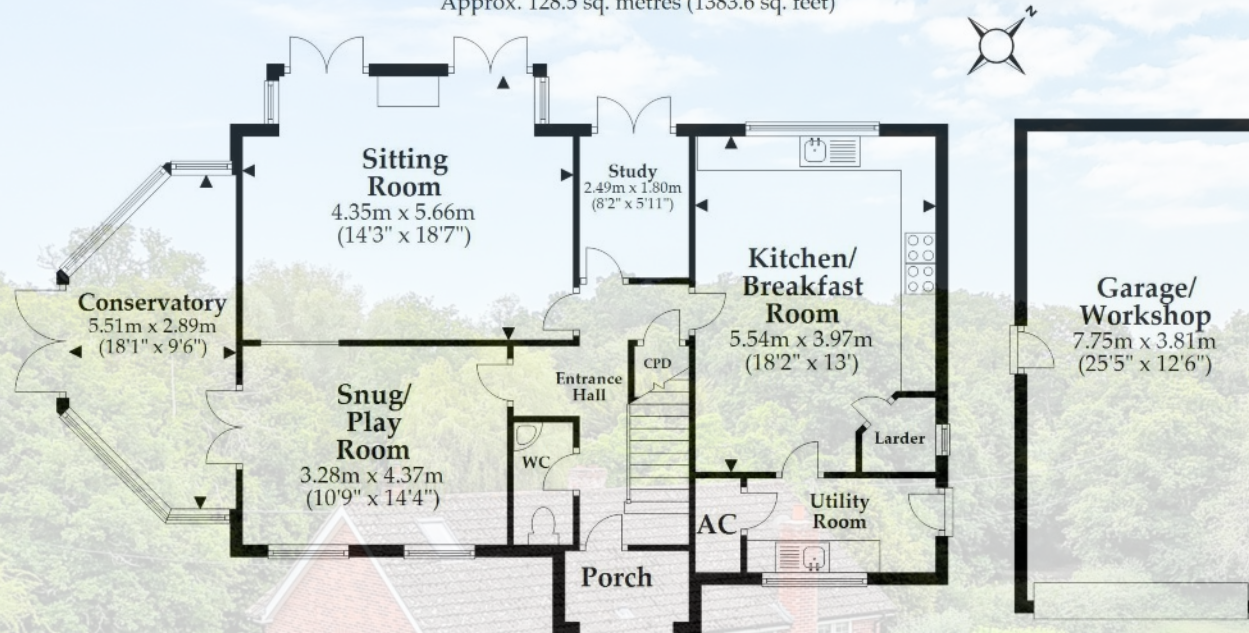 Approx. 128.5 sq. metres (1383.6 sq. feet)
N
Sitting
Room
4.35m x 5.66m
(14'3" x 18'7")
Study
2.49m x 1.80m
(8'2" x 5'11")
Kitchen/
Breakfast
Room
5.54m x 3.97m
(18'2" x 13')
Garage/
Workshop
7.75m x 3.81m
(25'5" x 12'6")
Conservatory
5.51m x 2.89m
(18'1" x 9'6")
Snug/
Play
Room
3.28m x 4.37m
(10'9" x 14'4")
Entrance
Hall
CPD
WC
Larder
Utility
Room
AC
Porch